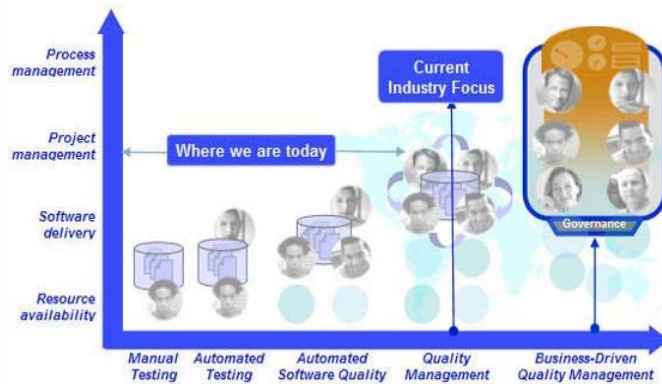 Process
management
Current
Industry Focus
Project
management
Where we are today
Software
delivery
Governance
Resource
availability
Manual
Testing
Automated
Testing
Automated
Software Quality
Quality
Management
Business-Driven
Quality Management